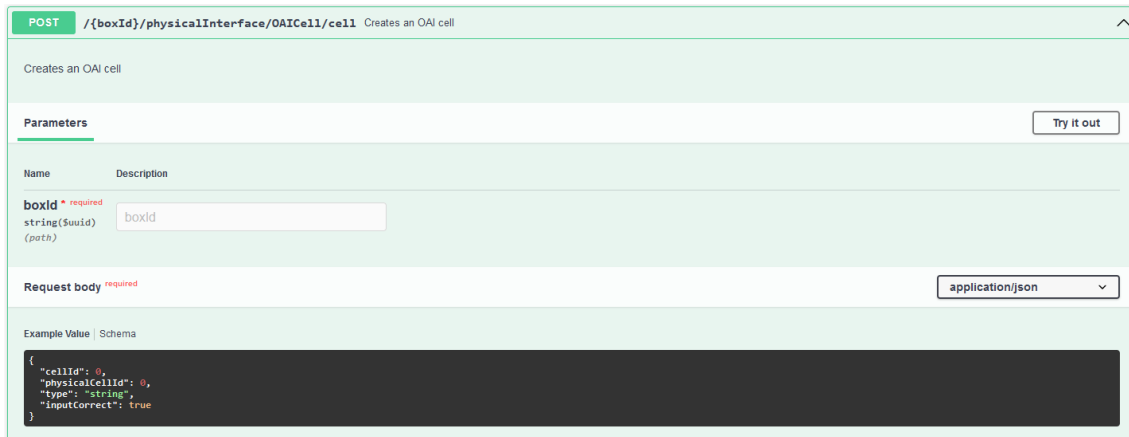 POST /{boxId}/physicalInterface/OAICell/cell Creates an OAI cell
Creates an OAI cell
Parameters
Try it out
Name Description
boxId * required
string($uuid)
(path)
boxId
Request body required
application/json
Example Value | Schema
{
"cellId": 0,
"physicalCellId": 0,
"type": "string",
"inputCorrect": true
}